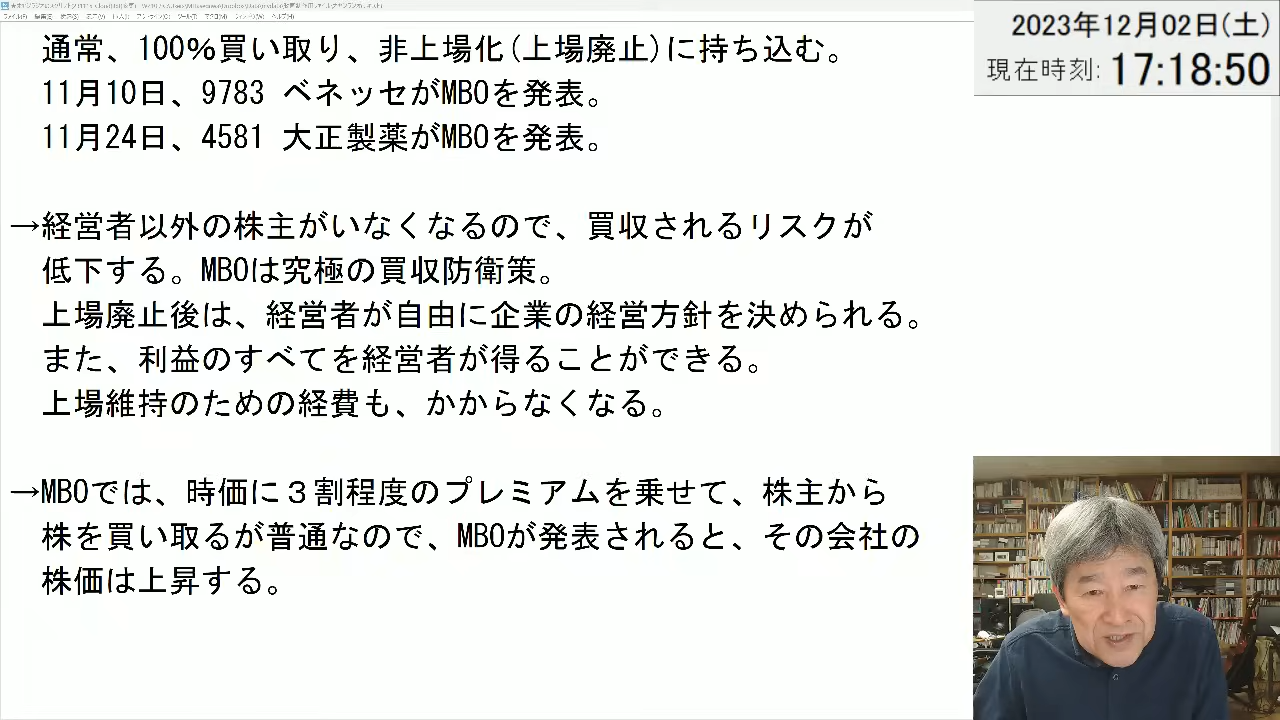 通常、100％買い取り、非上場化(上場廃止)に持ち込む。
11月10日、9783 ベネッセがMBOを発表。
11月24日、4581 大正製薬がMBOを発表。
→経営者以外の株主がいなくなるので、買収されるリスクが
低下する。MBOは究極の買収防衛策。
上場廃止後は、経営者が自由に企業の経営方針を決められる。
また、利益のすべてを経営者が得ることができる。
上場維持のための経費も、かからなくなる。
→MBOでは、時価に３割程度のプレミアムを乗せて、株主から
株を買い取るが普通なので、MBOが発表されると、その会社の
株価は上昇する。
2023年12月02日(土)
現在時刻: 17:18:50